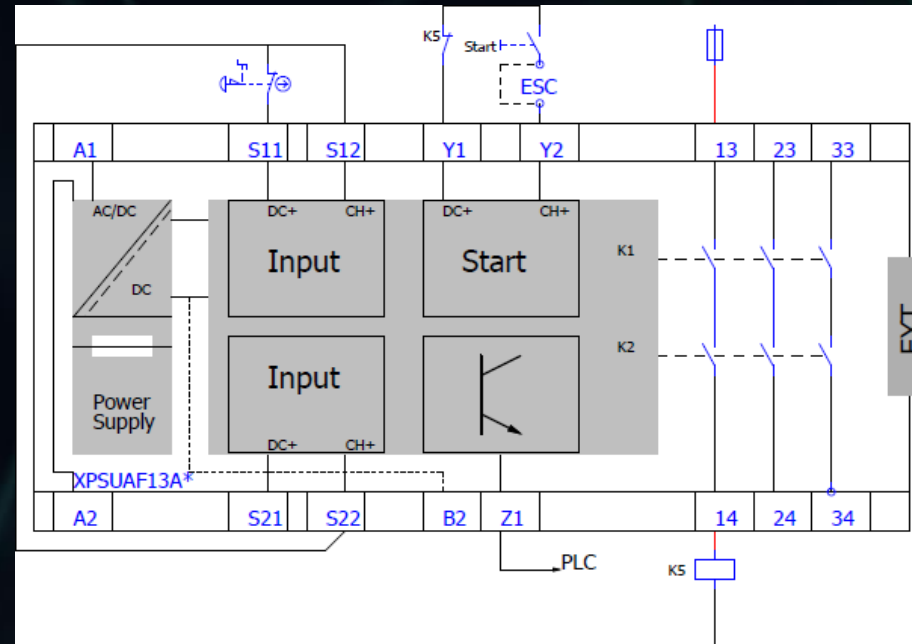 K5
Start
ESC
A1
S11
S12
Y1
Y2
13
23
33
AC/DC
DC
DC+
CH+
DC+
CH+
Input
Start
K1
K2
EXT
Input
Power
Supply
DC+
CH+
XPSUAF13A*
A2
S21
S22
B2
Z1
14
24
34
PLC
K5